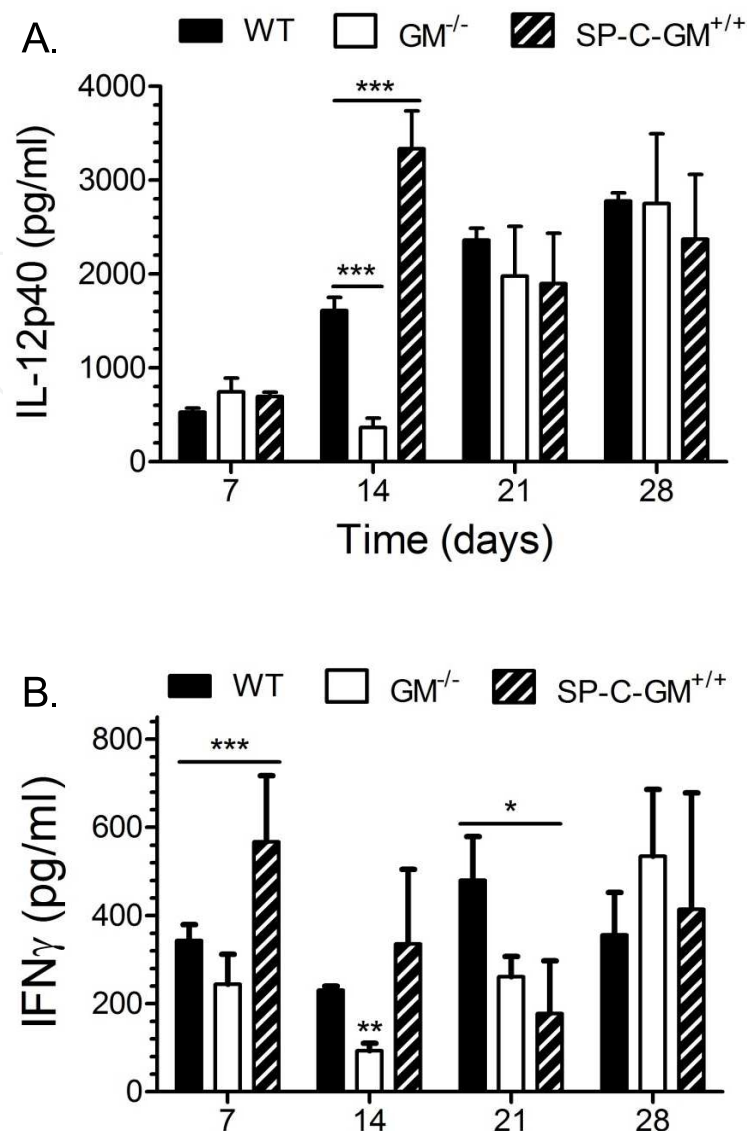 A.
WT GM-/- SP-C-GM+/+
IL-12p40 (pg/ml)
4000
3000
2000
1000
0
***
***
7 14 21 28
Time (days)
B.
WT GM-/- SP-C-GM+/+
IFNγ (pg/ml)
800
600
400
200
0
***
**
*
7 14 21 28